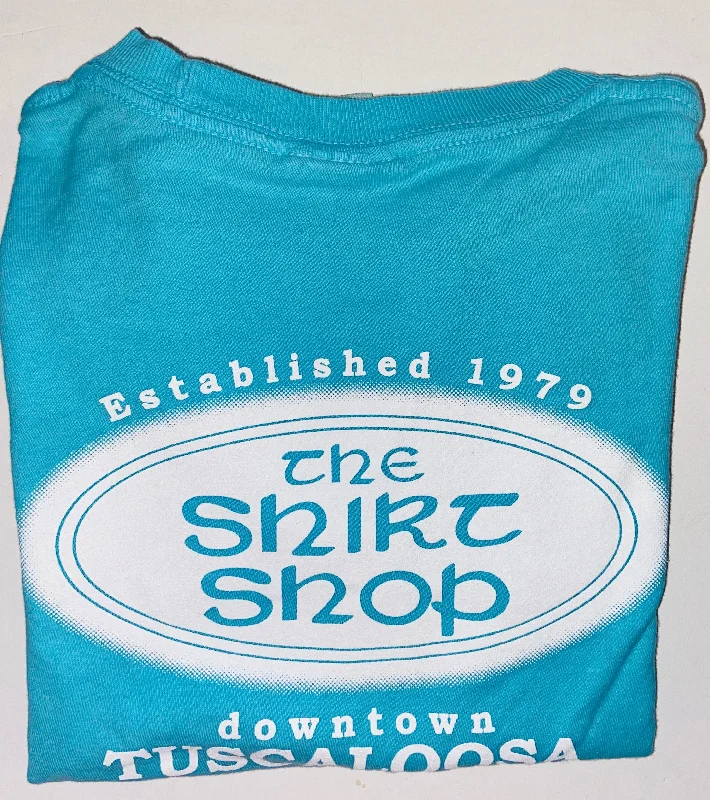 Established 1979
the
Shirt
Shop
downtown
TUSCALOOSA